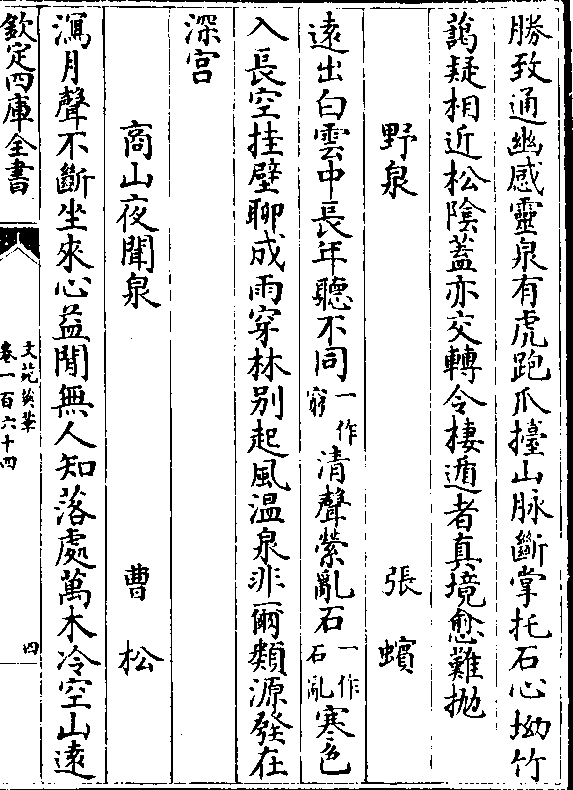 勝致通幽感靈泉有虎跑爪擡山脉斷掌托石心坳竹
藹疑相近松陰蓋亦交轉令棲遁者真境愈難抛
野泉 張蠙
遠出白雲中長年聽不同一作窮清聲縈亂石一作石亂寒色
入長空挂壁聊成雨穿林别起風温泉非爾類源發在
深宫
商山夜聞泉 曹松
瀉月聲不斷坐來心益閒無人知落處萬木冷空山遠
欽定四庫全書
文苑英華
卷一百六十四
四